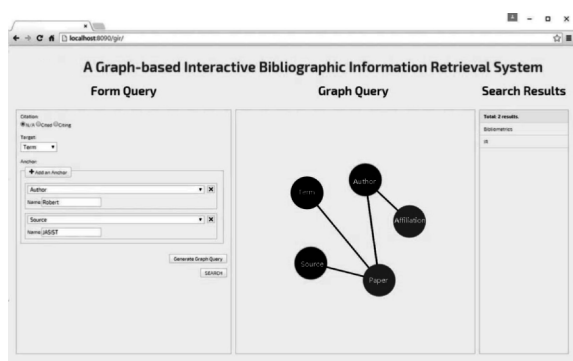 localhost:8090/gir/
A Graph-based Interactive Bibliographic Information Retrieval System
Form Query
Graph Query
Search Results
Citation
N/A Cited Citing
Target
Term
Anchor
Add an Anchor
Author
Name Robert
Source
Name JASIST
Generate Graph Query
SEARCH
Term
Author
Affiliation
Source
Paper
Total: 2 results.
Bibliometrics
IR